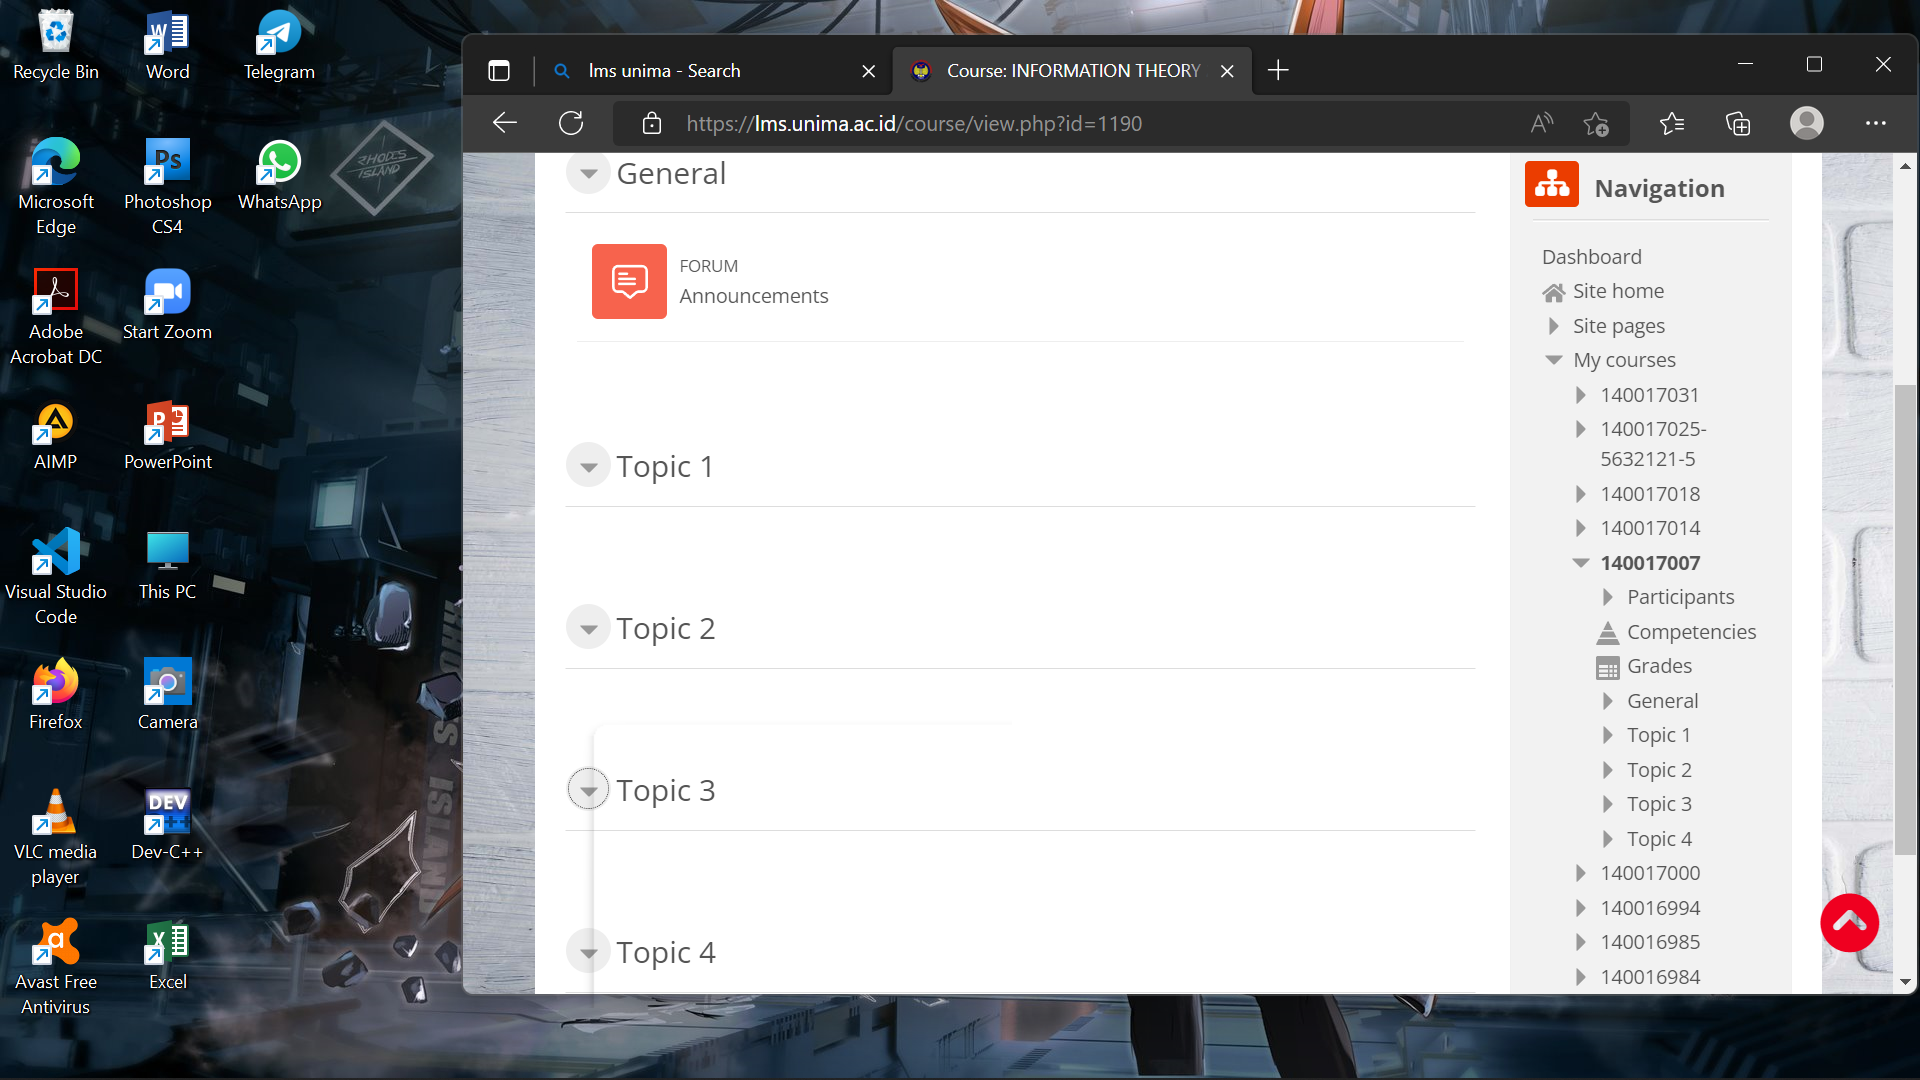 Recycle Bin
Word
Telegram
Microsoft
Edge
Photoshop
CS4
WhatsApp
RHODES
ISLAND
Adobe
Acrobat DC
Start Zoom
AIMP
PowerPoint
Visual Studio
Code
This PC
Firefox
Camera
VLC media
player
DEV
Dev-C++
Avast Free
Antivirus
Excel
lms unima - Search
Course: INFORMATION THEORY
https://lms.unima.ac.id/course/view.php?id=1190
General
FORUM
Announcements
Topic 1
Topic 2
Topic 3
Topic 4
Navigation
Dashboard
Site home
Site pages
My courses
140017031
140017025-
5632121-5
140017018
140017014
140017007
Participants
Competencies
Grades
General
Topic 1
Topic 2
Topic 3
Topic 4
140017000
140016994
140016985
140016984